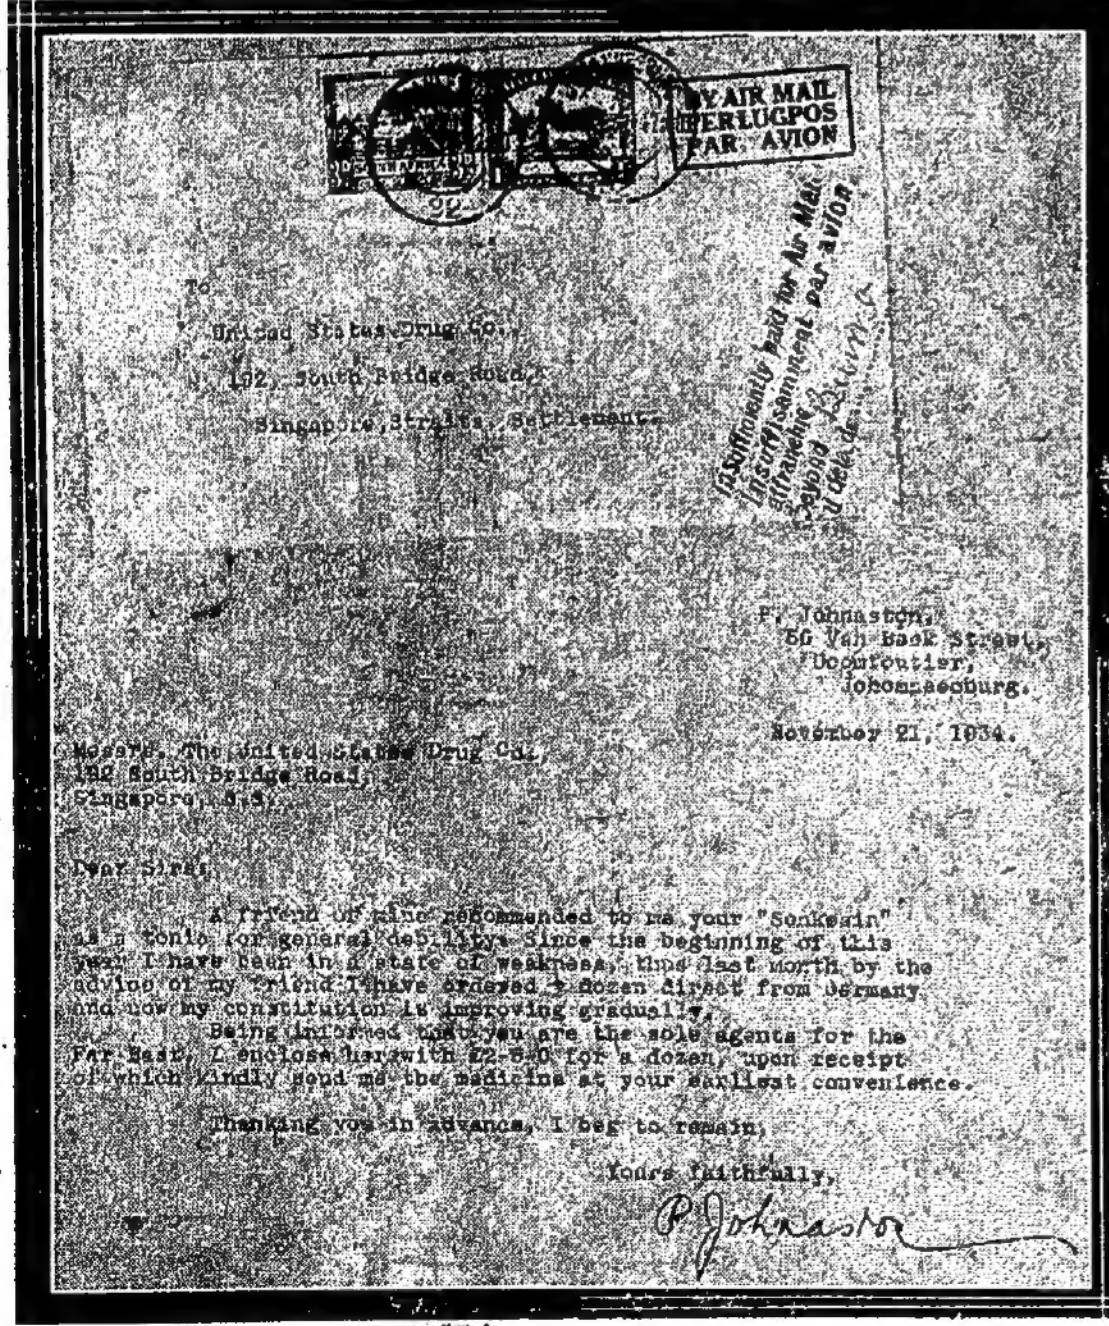 BY AIR MAIL
PER LUGPOS
PAR AVION
Insufficiently paid for Air Mail
Insuffisamment par avion
affranchie
beyond
au delà de
To
United States Drug Co.,
192, South Bridge Road,
Singapore, Straits, Settlements
P. Johnaston,
Street,
November 21, 1934.
Messrs. The United States Drug Co.,
192 South Bridge Road,
Singapore, S.S.
Dear Sirs,
A friend of mine recommended to me your
as a tonic for general debility. Since the beginning of this
year I have been in a state of weakness, thus last month by the
advice of my friend I have ordered a dozen direct from Germany
and now my constitution is improving gradually.
Being informed that you are the sole agents for the
Far East, I enclose herewith for a dozen, upon receipt
of which kindly send me the medicine at your earliest convenience.
Thanking you in advance, I beg to remain,
Yours faithfully,
P Johnaston